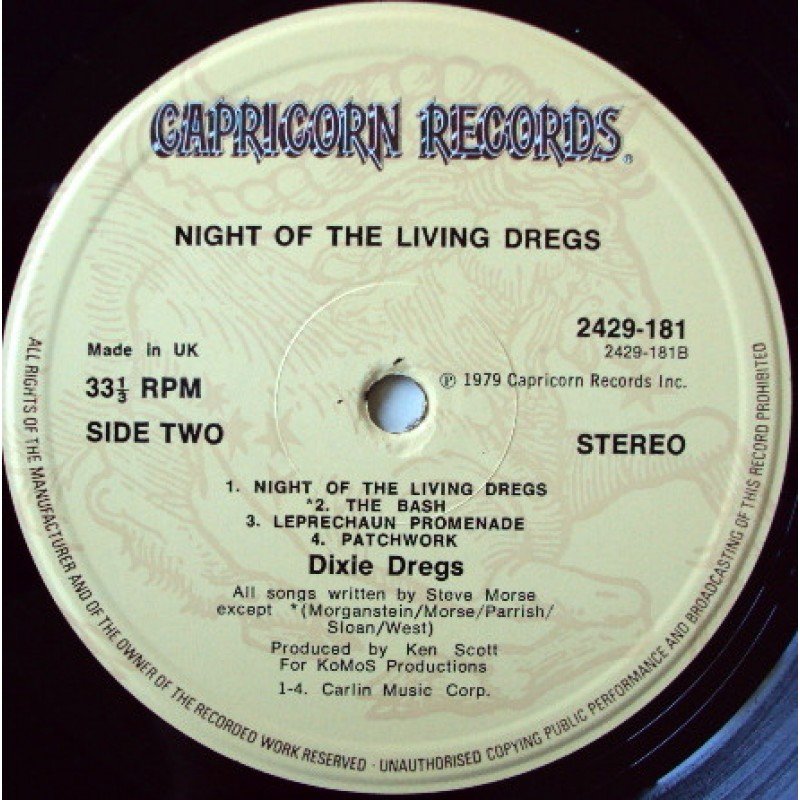 CAPRICORN RECORDS®
NIGHT OF THE LIVING DREGS
Made in UK
33⅓ RPM
SIDE TWO
2429-181
2429-181B
℗ 1979 Capricorn Records Inc.
STEREO
1. NIGHT OF THE LIVING DREGS
*2. THE BASH
3. LEPRECHAUN PROMENADE
4. PATCHWORK
Dixie Dregs
All songs written by Steve Morse
except *(Morganstein/Morse/Parrish/
Sloan/West)
Produced by Ken Scott
For KoMoS Productions
1-4. Carlin Music Corp.
ALL RIGHTS OF THE MANUFACTURER AND OF THE OWNER OF THE RECORDED WORK RESERVED · UNAUTHORISED COPYING PUBLIC PERFORMANCE AND BROADCASTING OF THIS RECORD PROHIBITED